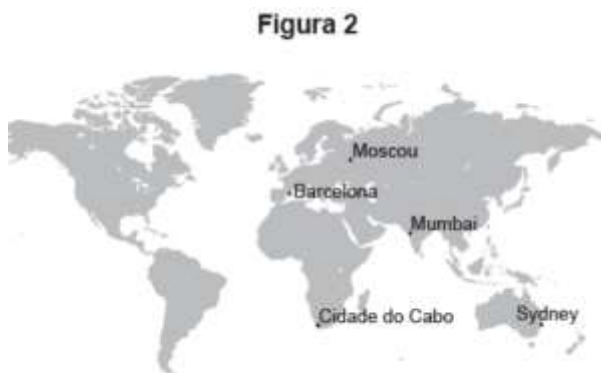 Figura 2
Moscou
Barcelona
Mumbai
Cidade do Cabo
Sydney